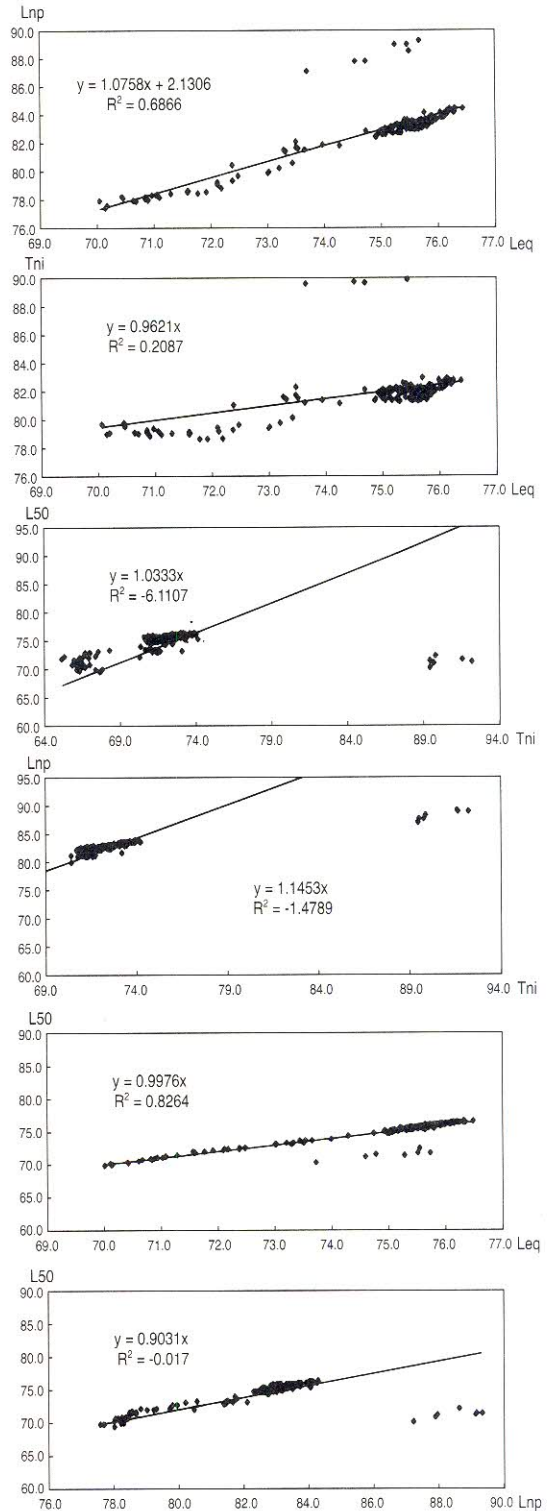 Lnp
90.0
88.0
86.0
84.0
82.0
80.0
78.0
76.0
y = 1.0758x + 2.1306
R² = 0.6866
69.0 70.0 71.0 72.0 73.0 74.0 75.0 76.0 77.0 Leq
Tni
90.0
88.0
86.0
84.0
82.0
80.0
78.0
76.0
y = 0.9621x
R² = 0.2087
69.0 70.0 71.0 72.0 73.0 74.0 75.0 76.0 77.0 Leq
L50
95.0
90.0
85.0
80.0
75.0
70.0
65.0
60.0
y = 1.0333x
R² = -6.1107
64.0 69.0 74.0 79.0 84.0 89.0 94.0 Tni
Lnp
95.0
90.0
85.0
80.0
75.0
70.0
65.0
60.0
y = 1.1453x
R² = -1.4789
69.0 74.0 79.0 84.0 89.0 94.0 Tni
L50
90.0
85.0
80.0
75.0
70.0
65.0
60.0
y = 0.9976x
R² = 0.8264
69.0 70.0 71.0 72.0 73.0 74.0 75.0 76.0 77.0 Leq
L50
90.0
85.0
80.0
75.0
70.0
65.0
60.0
y = 0.9031x
R² = -0.017
76.0 78.0 80.0 82.0 84.0 86.0 88.0 90.0 Lnp